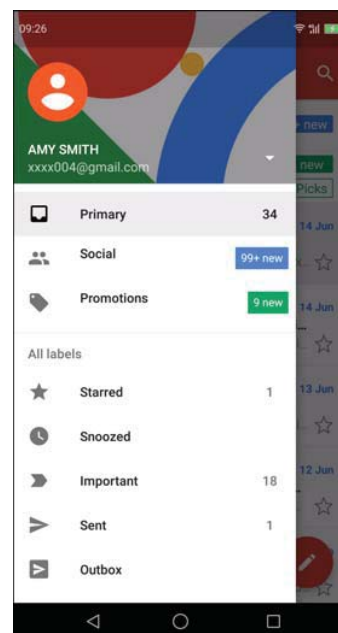 09:26
AMY SMITH
xxxx004@gmail.com
new
new
Picks
Primary 34
14 Jun
Social 99+ new
Promotions 9 new
14 Jun
All labels
Starred 1
13 Jun
Snoozed
Important 18
12 Jun
Sent 1
Outbox